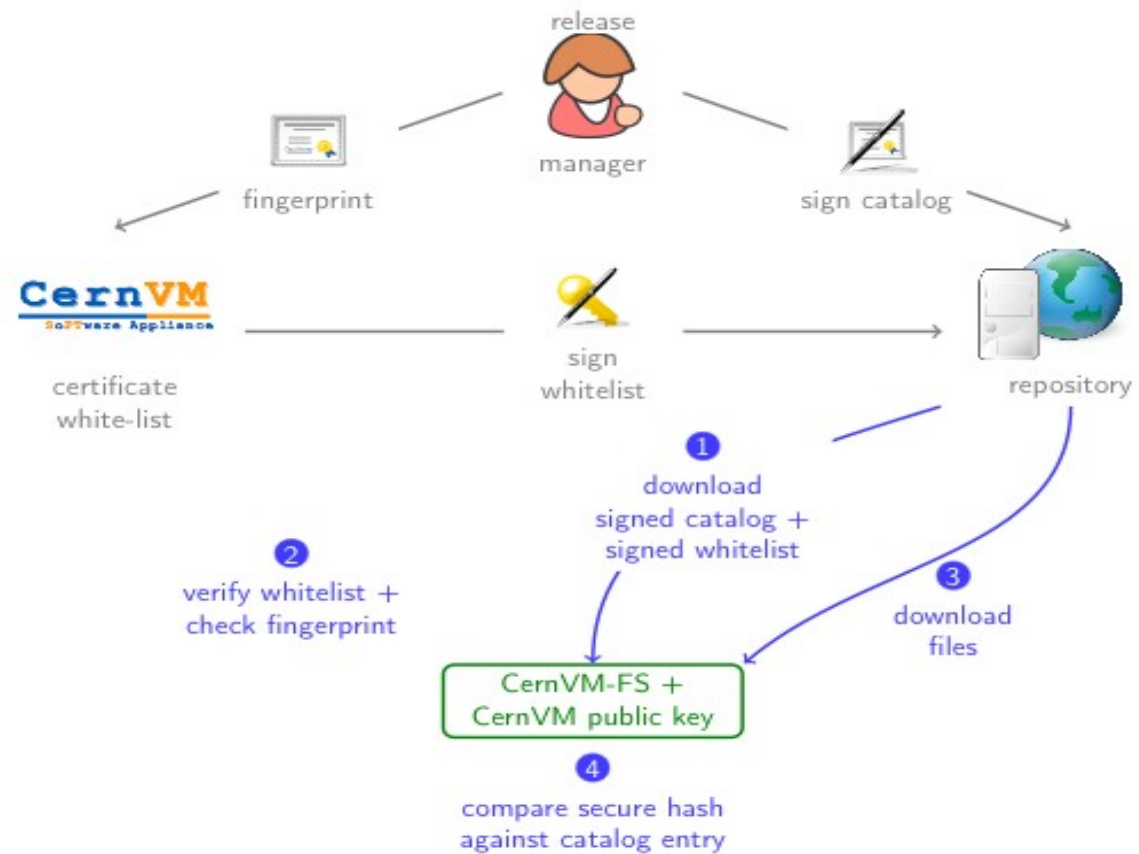 release
manager
fingerprint
sign catalog
CernVM
SoFTware Appliance
certificate
white-list
sign
whitelist
repository
1
download
signed catalog +
signed whitelist
2
verify whitelist +
check fingerprint
3
download
files
CernVM-FS +
CernVM public key
4
compare secure hash
against catalog entry